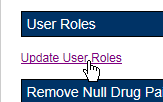 User Roles
Update User Roles
Remove Null Drug Pa